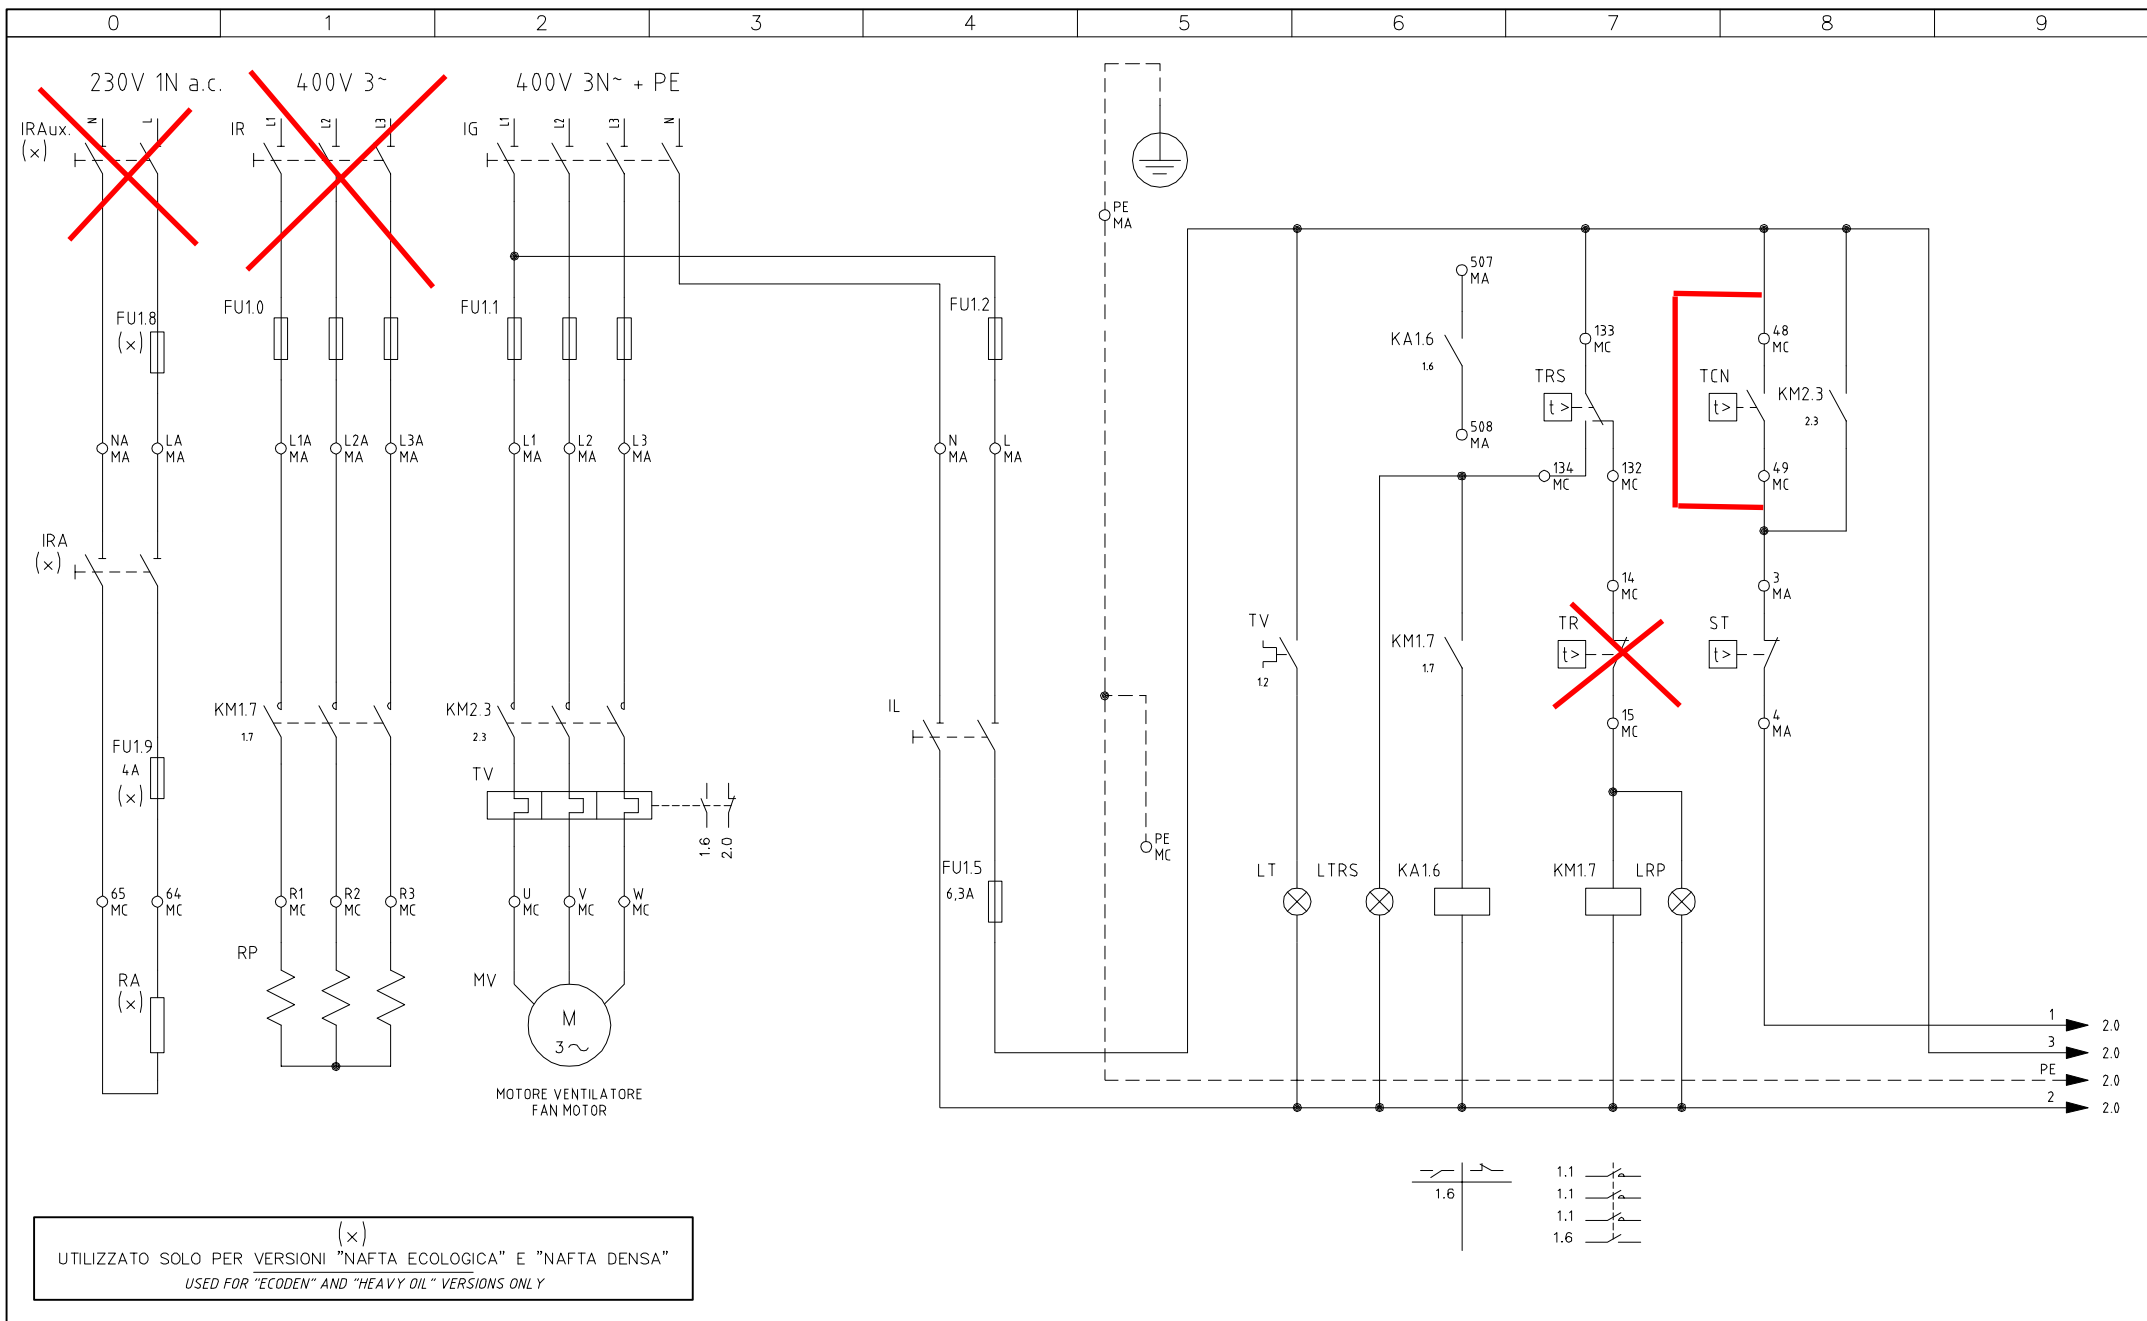 0 1 2 3 4 5 6 7 8 9
230V 1N a.c.
400V 3~
400V 3N~ + PE
IRAux.
(x)
N
L
IR
L1
L2
L3
IG
L1
L2
L3
N
PE
MA
FU1.8
(x)
FU1.0
FU1.1
FU1.2
507
MA
KA1.6
1.6
508
MA
133
MC
TRS
t>
134
MC
132
MC
48
MC
TCN
t>
KM2.3
2.3
49
MC
NA
MA
LA
MA
L1A
MA
L2A
MA
L3A
MA
L1
MA
L2
MA
L3
MA
N
MA
L
MA
IRA
(x)
14
MC
3
MA
TV
1.2
KM1.7
1.7
TR
t>
ST
t>
15
MC
4
MA
KM1.7
1.7
KM2.3
2.3
IL
FU1.9
4A
(x)
TV
1.6
2.0
PE
MC
FU1.5
6,3A
LT
LTRS
KA1.6
KM1.7
LRP
65
MC
64
MC
R1
MC
R2
MC
R3
MC
U
MC
V
MC
W
MC
RA
(x)
RP
MV
M
3~
MOTORE VENTILATORE
FAN MOTOR
1 2.0
3 2.0
PE 2.0
2 2.0
1.6
1.1
1.1
1.1
1.6
(x)
UTILIZZATO SOLO PER VERSIONI "NAFTA ECOLOGICA" E "NAFTA DENSA"
USED FOR "ECODEN" AND "HEAVY OIL" VERSIONS ONLY